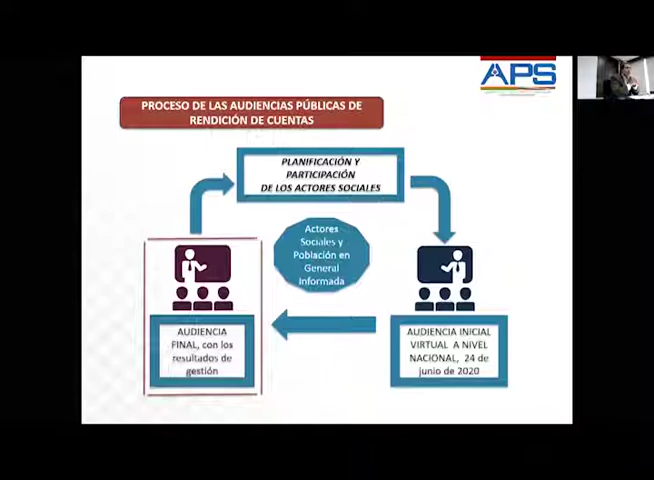 APS
PROCESO DE LAS AUDIENCIAS PÚBLICAS DE
RENDICIÓN DE CUENTAS
PLANIFICACIÓN Y
PARTICIPACIÓN
DE LOS ACTORES SOCIALES
Actores
Sociales y
Población en
General
Informada
AUDIENCIA
FINAL, con los
resultados de
gestión
AUDIENCIA INICIAL
VIRTUAL A NIVEL
NACIONAL, 24 de
junio de 2020